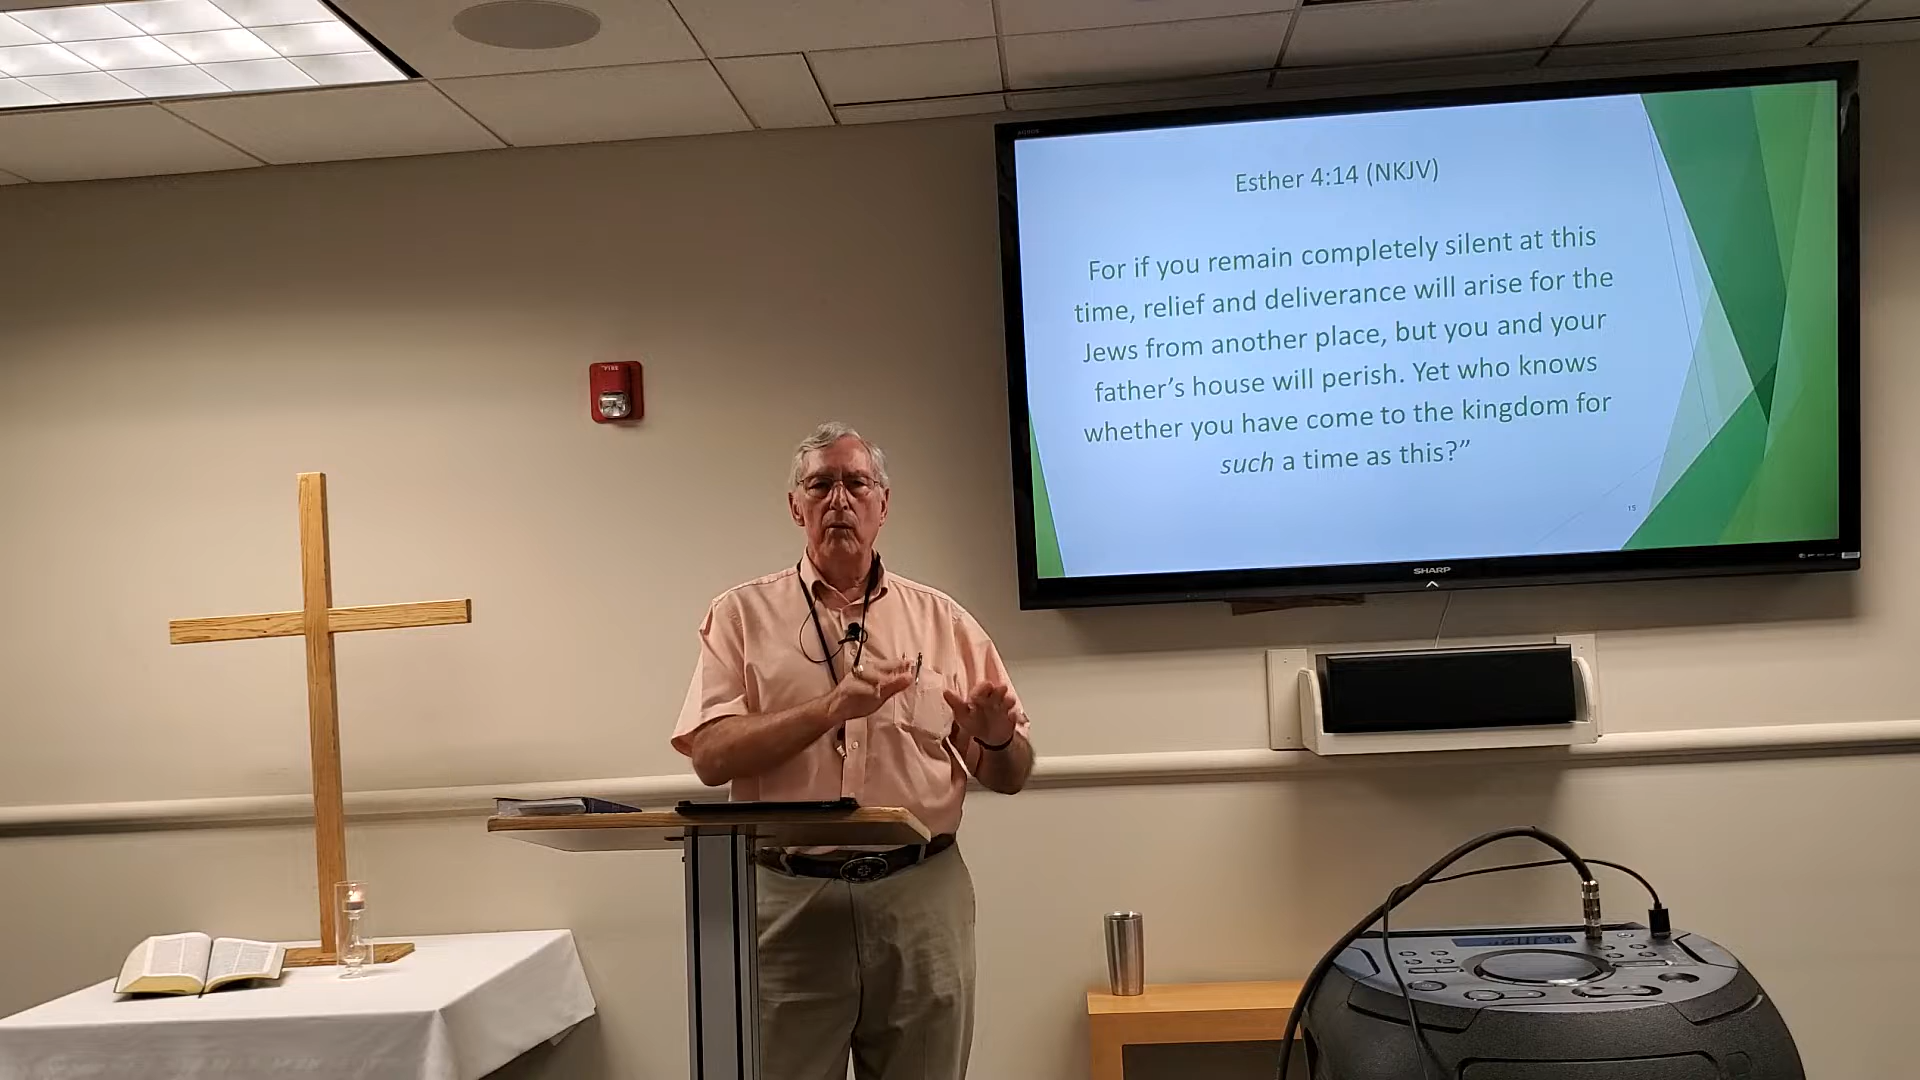 Esther 4:14 (NKJV)
For if you remain completely silent at this
time, relief and deliverance will arise for the
Jews from another place, but you and your
father's house will perish. Yet who knows
whether you have come to the kingdom for
such a time as this?”
15
SHARP
FIRE